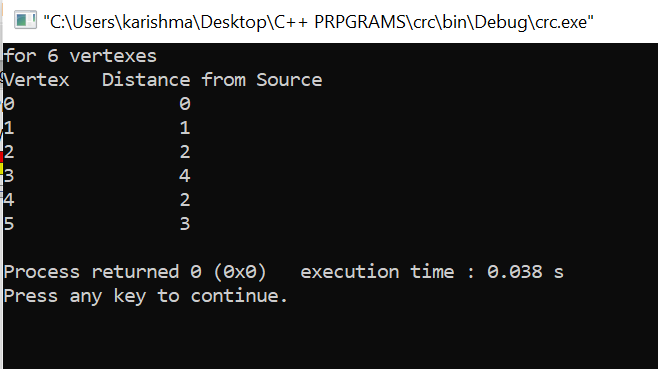 "C:\Users\karishma\Desktop\C++ PRPGRAMS\crc\bin\Debug\crc.exe"
for 6 vertexes
Vertex   Distance from Source
0               0
1               1
2               2
3               4
4               2
5               3
Process returned 0 (0x0)   execution time : 0.038 s
Press any key to continue.